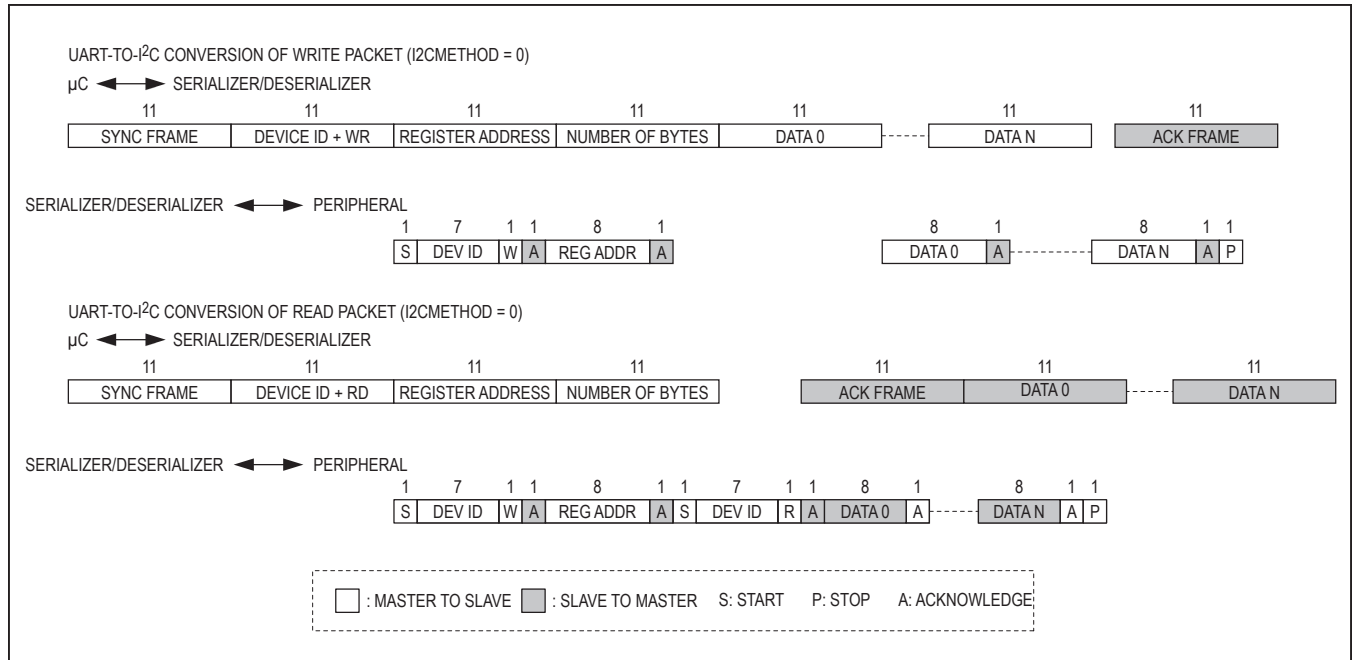 UART-TO-I2C CONVERSION OF WRITE PACKET (I2CMETHOD = 0)
µC SERIALIZER/DESERIALIZER
11 11 11 11 11 11 11
SYNC FRAME DEVICE ID + WR REGISTER ADDRESS NUMBER OF BYTES DATA 0 DATA N ACK FRAME
SERIALIZER/DESERIALIZER PERIPHERAL
1 7 1 1 8 1 8 1 8 1 1
S DEV ID W A REG ADDR A DATA 0 A DATA N A P
UART-TO-I2C CONVERSION OF READ PACKET (I2CMETHOD = 0)
µC SERIALIZER/DESERIALIZER
11 11 11 11 11 11 11
SYNC FRAME DEVICE ID + RD REGISTER ADDRESS NUMBER OF BYTES ACK FRAME DATA 0 DATA N
SERIALIZER/DESERIALIZER PERIPHERAL
1 7 1 1 8 1 1 7 1 1 8 1 8 1 1
S DEV ID W A REG ADDR A S DEV ID R A DATA 0 A DATA N A P
: MASTER TO SLAVE : SLAVE TO MASTER S: START P: STOP A: ACKNOWLEDGE